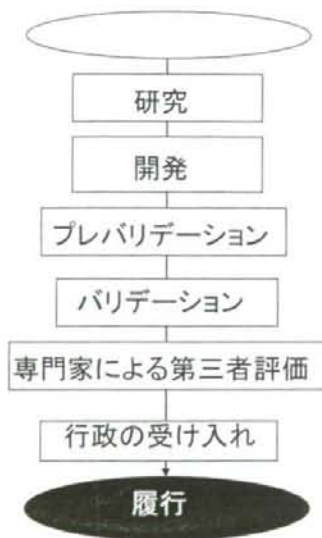 研究
開発
プレバリデーション
バリデーション
専門家による第三者評価
行政の受け入れ
履行